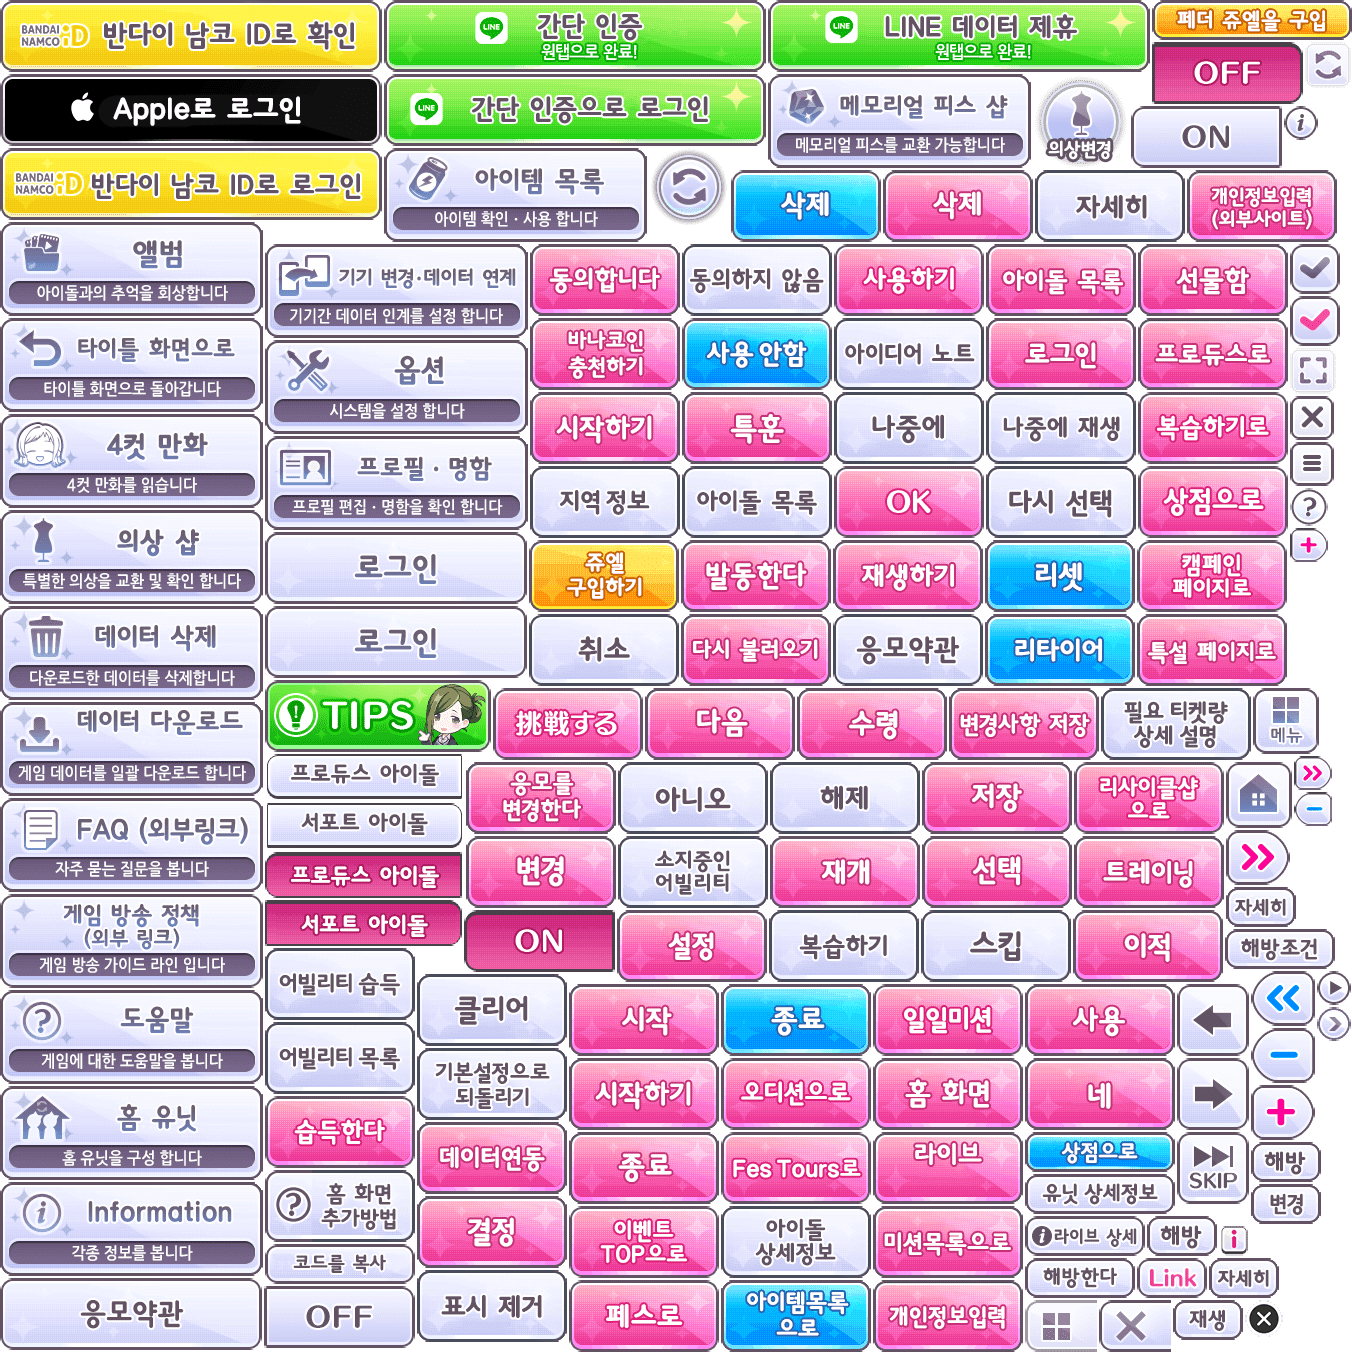 BANDAI NAMCO iD 반다이 남코 ID로 확인
LINE 간단 인증
원탭으로 완료!
LINE LINE 데이터 제휴
원탭으로 완료!
페더 쥬엘을 구입
OFF
Apple로 로그인
LINE 간단 인증으로 로그인
메모리얼 피스 샵
메모리얼 피스를 교환 가능합니다
의상변경
ON
i
BANDAI NAMCO iD 반다이 남코 ID로 로그인
아이템 목록
아이템 확인 · 사용 합니다
삭제
삭제
자세히
개인정보입력
(외부사이트)
앨범
아이돌과의 추억을 회상합니다
기기 변경·데이터 연계
기기간 데이터 인계를 설정 합니다
동의합니다
동의하지 않음
사용하기
아이돌 목록
선물함
타이틀 화면으로
타이틀 화면으로 돌아갑니다
옵션
시스템을 설정 합니다
바나코인
충천하기
사용 안함
아이디어 노트
로그인
프로듀스로
4컷 만화
4컷 만화를 읽습니다
프로필 · 명함
프로필 편집 · 명함을 확인 합니다
시작하기
특훈
나중에
나중에 재생
복습하기로
지역 정보
아이돌 목록
OK
다시 선택
상점으로
?
의상 샵
특별한 의상을 교환 및 확인 합니다
로그인
쥬엘
구입하기
발동한다
재생하기
리셋
캠페인
페이지로
데이터 삭제
다운로드한 데이터를 삭제합니다
로그인
취소
다시 불러오기
응모약관
리타이어
특설 페이지로
데이터 다운로드
게임 데이터를 일괄 다운로드 합니다
TIPS
挑戦する
다음
수령
변경사항 저장
필요 티켓량
상세 설명
메뉴
프로듀스 아이돌
서포트 아이돌
프로듀스 아이돌
서포트 아이돌
응모를
변경한다
아니오
해제
저장
리사이클샵
으로
FAQ (외부링크)
자주 묻는 질문을 봅니다
변경
소지중인
어빌리티
재개
선택
트레이닝
자세히
게임 방송 정책
(외부 링크)
게임 방송 가이드 라인 입니다
ON
설정
복습하기
스킵
이적
해방조건
어빌리티 습득
클리어
시작
종료
일일미션
사용
도움말
게임에 대한 도움말을 봅니다
?
어빌리티 목록
기본설정으로
되돌리기
시작하기
오디션으로
홈 화면
네
홈 유닛
홈 유닛을 구성 합니다
습득한다
데이터연동
종료
Fes Tours로
라이브
상점으로
유닛 상세정보
SKIP
해방
변경
Information
각종 정보를 봅니다
i
?
홈 화면
추가방법
결정
이벤트
TOP으로
아이돌
상세정보
미션목록으로
i 라이브 상세
해방
i
코드를 복사
해방한다
Link
자세히
응모약관
OFF
표시 제거
페스로
아이템목록
으로
개인정보입력
재생